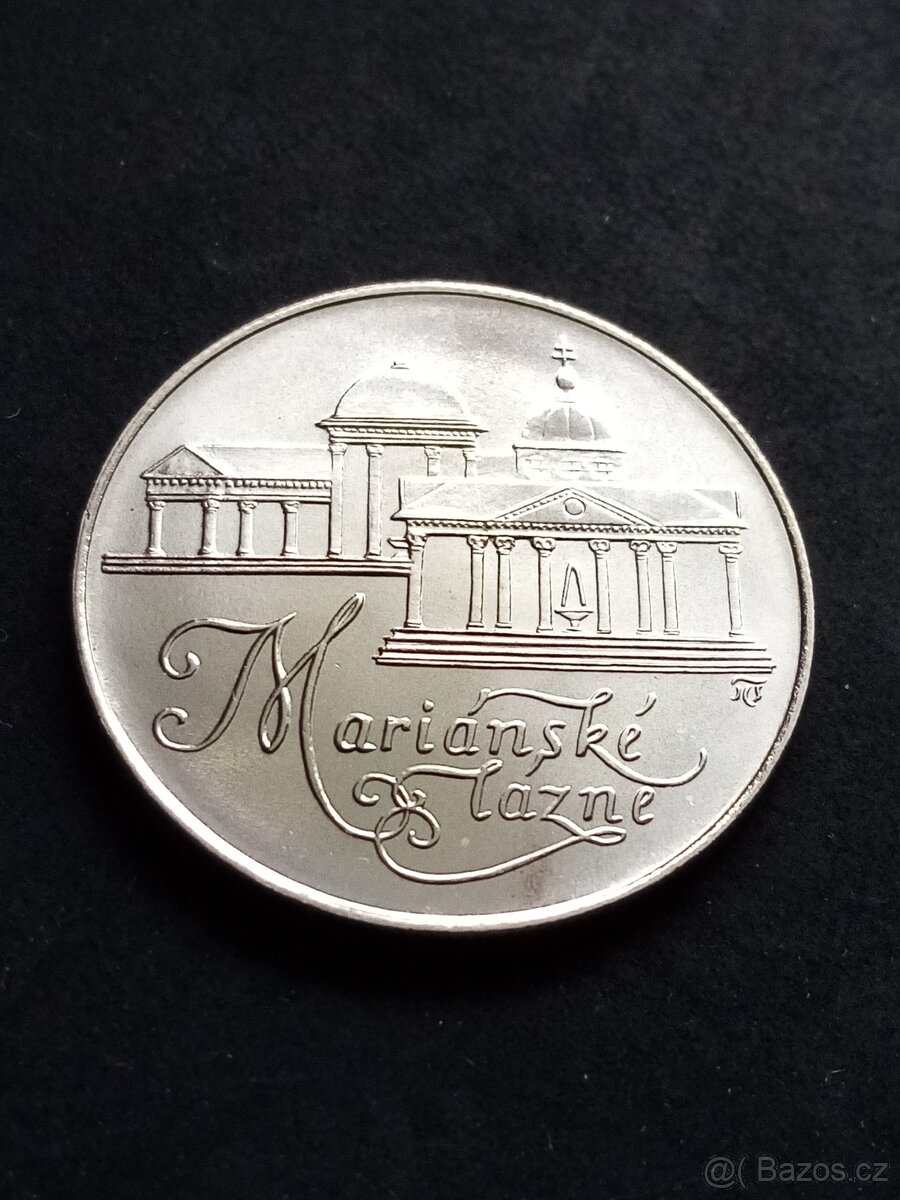 Mariánské
lázně
@( Bazos.cz